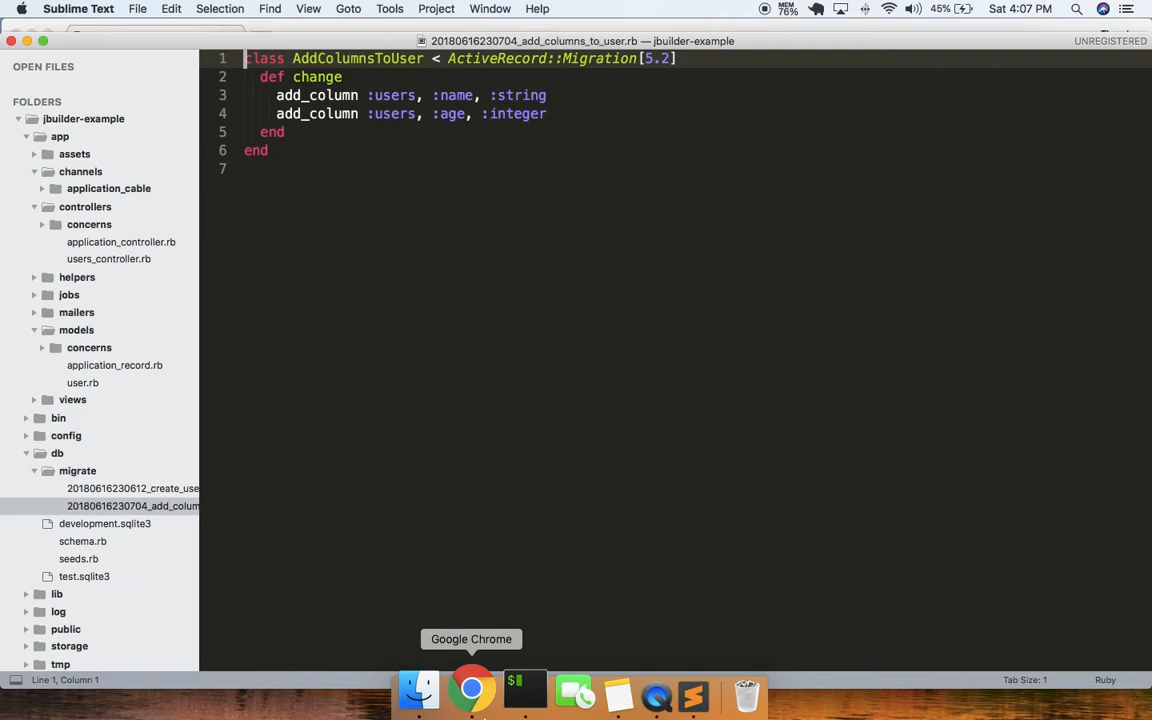 Sublime Text File Edit Selection Find View Goto Tools Project Window Help MEM 76% 45% Sat 4:07 PM
20180616230704_add_columns_to_user.rb — jbuilder-example UNREGISTERED
OPEN FILES
FOLDERS
jbuilder-example
app
assets
channels
application_cable
controllers
concerns
application_controller.rb
users_controller.rb
helpers
jobs
mailers
models
concerns
application_record.rb
user.rb
views
bin
config
db
migrate
20180616230612_create_use
20180616230704_add_colum
development.sqlite3
schema.rb
seeds.rb
test.sqlite3
lib
log
public
storage
tmp
1 class AddColumnsToUser < ActiveRecord::Migration[5.2]
2 def change
3 add_column :users, :name, :string
4 add_column :users, :age, :integer
5 end
6 end
7
Google Chrome
$
Line 1, Column 1 Tab Size: 1 Ruby